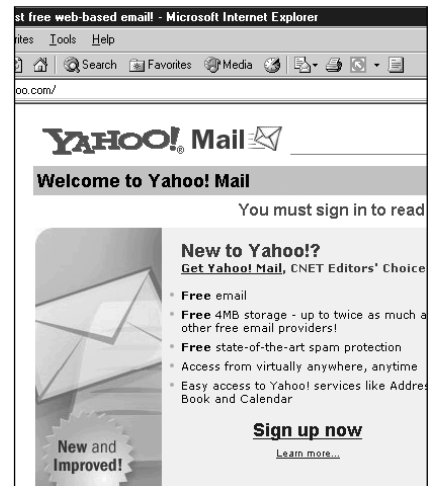 st free web-based email! - Microsoft Internet Explorer
rites Tools Help
Search Favorites Media
oo.com/
YAHOO!® Mail
Welcome to Yahoo! Mail
You must sign in to read
New to Yahoo!?
Get Yahoo! Mail, CNET Editors' Choice
Free email
Free 4MB storage - up to twice as much a
other free email providers!
Free state-of-the-art spam protection
Access from virtually anywhere, anytime
Easy access to Yahoo! services like Addre
Book and Calendar
Sign up now
Learn more...
New and
Improved!